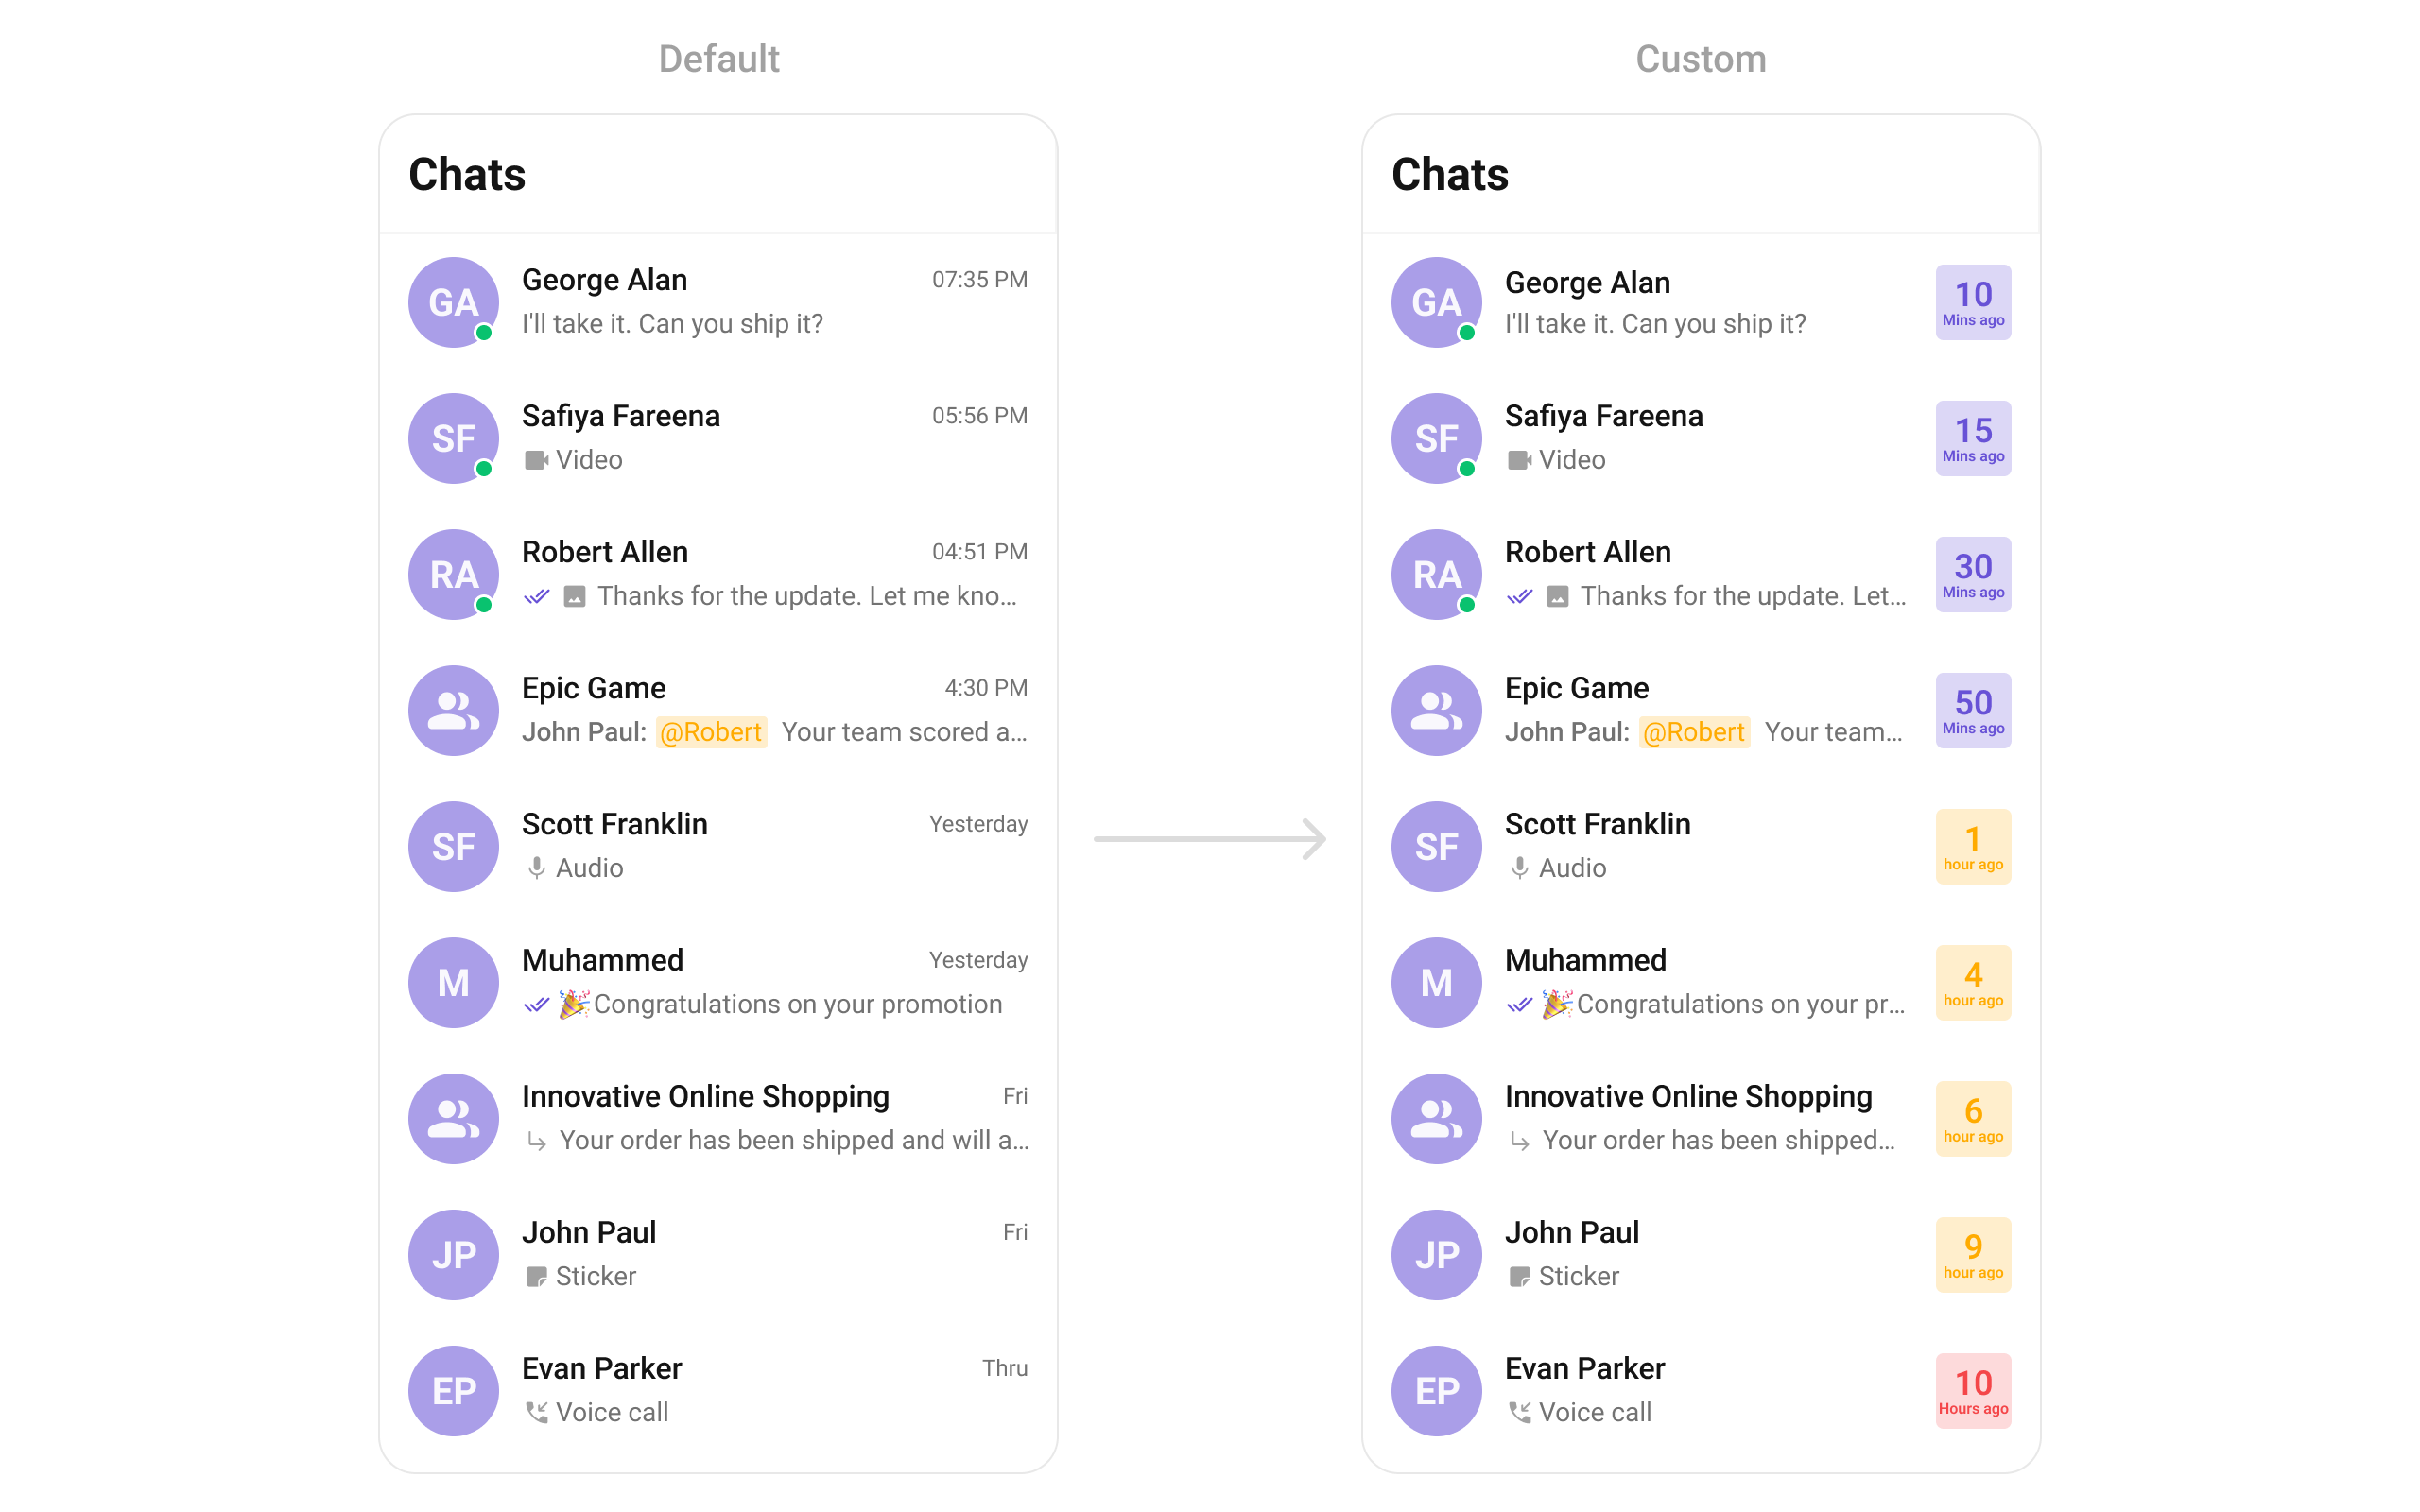 Default
Chats
GA
George Alan
07:35 PM
I'll take it. Can you ship it?
SF
Safiya Fareena
05:56 PM
Video
RA
Robert Allen
04:51 PM
Thanks for the update. Let me kno...
Epic Game
4:30 PM
John Paul: @Robert Your team scored a...
SF
Scott Franklin
Yesterday
Audio
M
Muhammed
Yesterday
🎉Congratulations on your promotion
Innovative Online Shopping
Fri
Your order has been shipped and will a...
JP
John Paul
Fri
Sticker
EP
Evan Parker
Thru
Voice call
Custom
Chats
GA
George Alan
I'll take it. Can you ship it?
10
Mins ago
SF
Safiya Fareena
Video
15
Mins ago
RA
Robert Allen
Thanks for the update. Let...
30
Mins ago
Epic Game
John Paul: @Robert Your team...
50
Mins ago
SF
Scott Franklin
Audio
1
hour ago
M
Muhammed
🎉Congratulations on your pr...
4
hour ago
Innovative Online Shopping
Your order has been shipped...
6
hour ago
JP
John Paul
Sticker
9
hour ago
EP
Evan Parker
Voice call
10
Hours ago